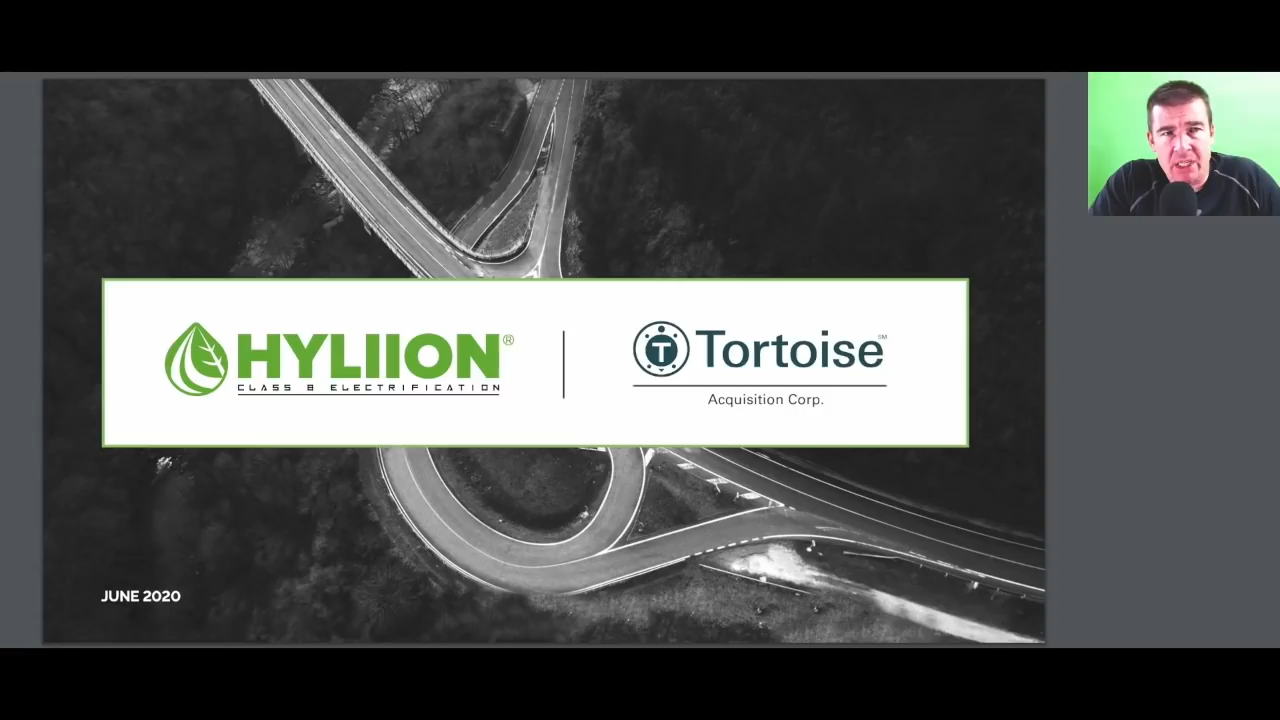 HYLIION®
CLASS 8 ELECTRIFICATION
Tortoise℠
Acquisition Corp.
JUNE 2020